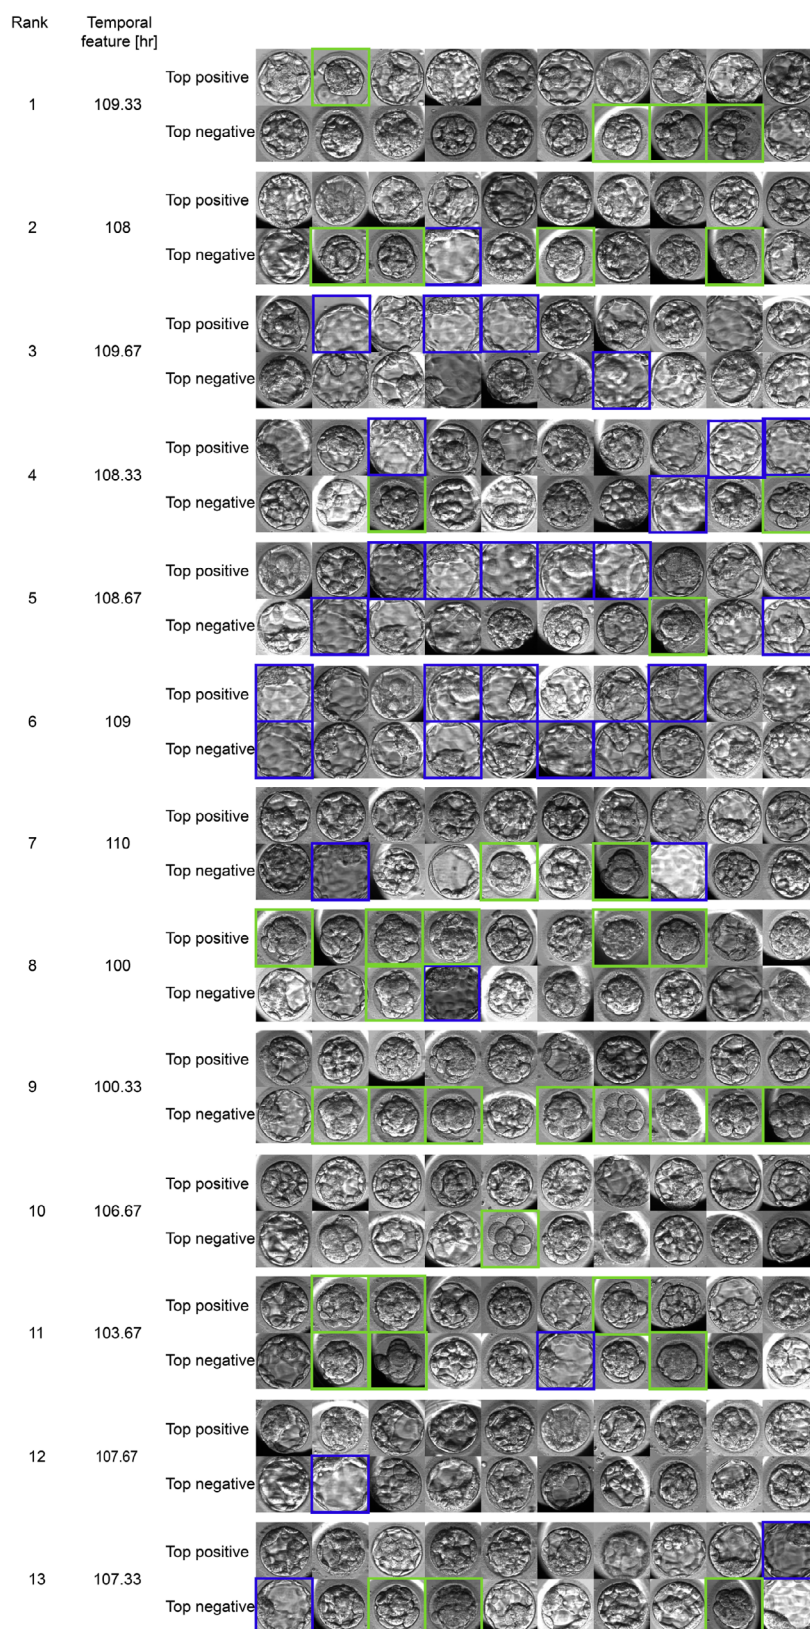 Rank Temporal feature [hr]
Top positive
1 109.33
Top negative
Top positive
2 108
Top negative
Top positive
3 109.67
Top negative
Top positive
4 108.33
Top negative
Top positive
5 108.67
Top negative
Top positive
6 109
Top negative
Top positive
7 110
Top negative
Top positive
8 100
Top negative
Top positive
9 100.33
Top negative
Top positive
10 106.67
Top negative
Top positive
11 103.67
Top negative
Top positive
12 107.67
Top negative
Top positive
13 107.33
Top negative